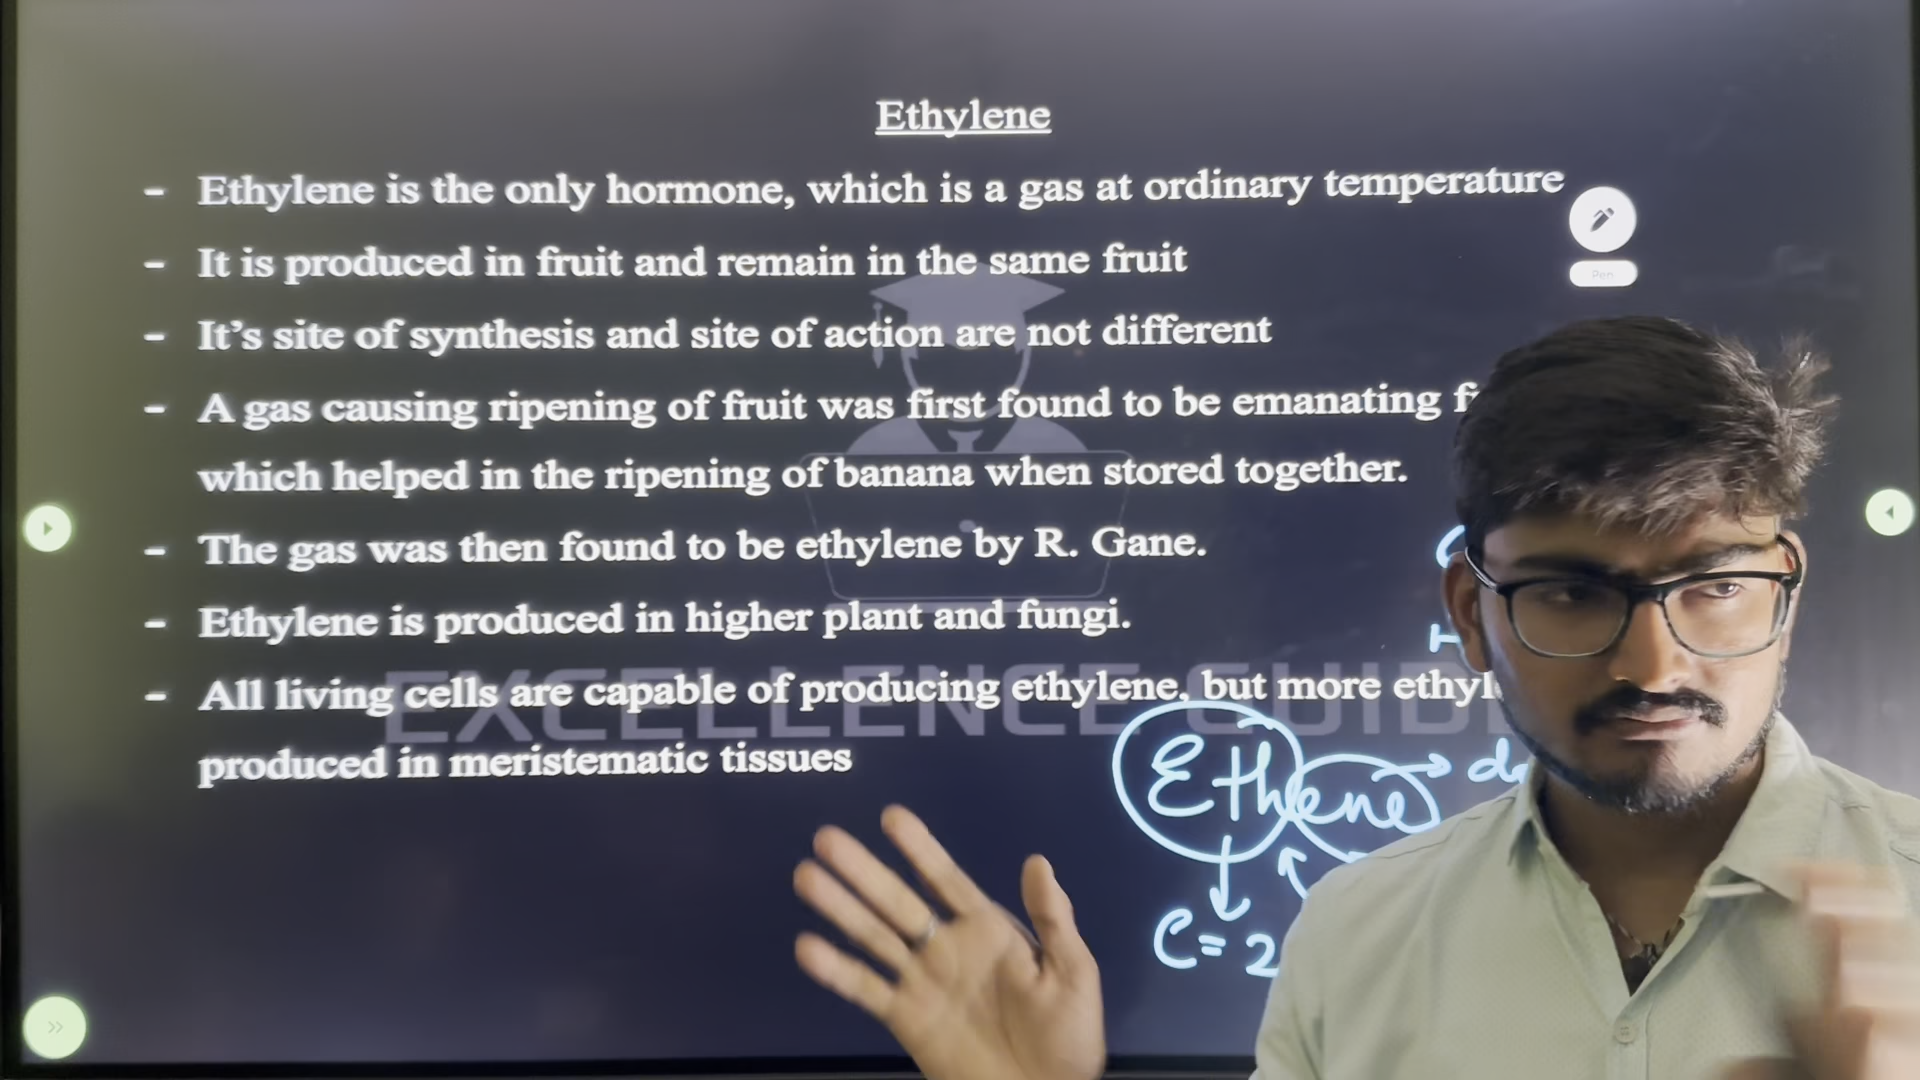 Ethylene
- Ethylene is the only hormone, which is a gas at ordinary temperature
- It is produced in fruit and remain in the same fruit
- It's site of synthesis and site of action are not different
- A gas causing ripening of fruit was first found to be emanating
which helped in the ripening of banana when stored together.
- The gas was then found to be ethylene by R. Gane.
- Ethylene is produced in higher plant and fungi.
- All living cells are capable of producing ethylene, but more
produced in meristematic tissues
Pen
EXCELLENCE
Ethene
C = 2